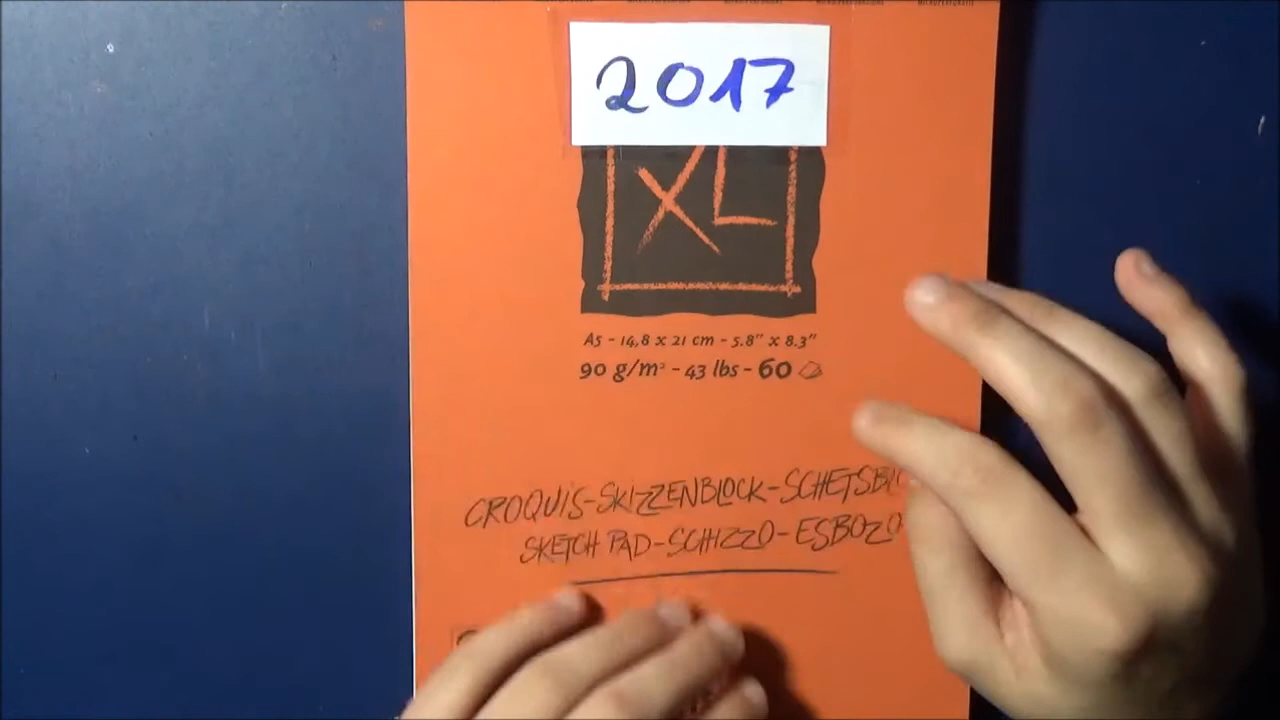 2017
XL
A5 - 14,8 x 21 cm - 5.8" x 8.3"
90 g/m² - 43 lbs - 60
CROQUIS-SKIZZENBLOCK-
SKETCH PAD-SCHIZZO-ESBOZO